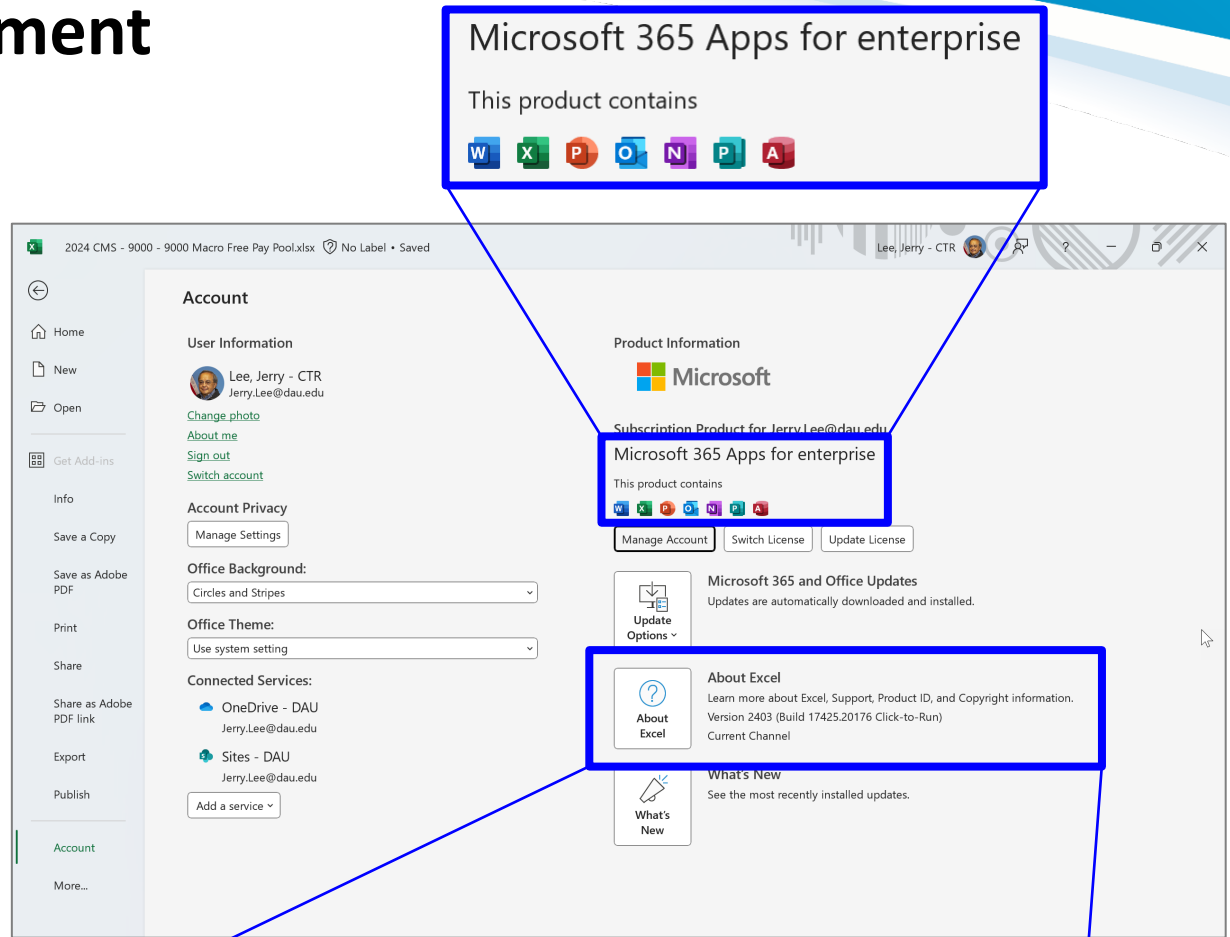 ment
Microsoft 365 Apps for enterprise
This product contains
W X P O N P A
2024 CMS - 9000 - 9000 Macro Free Pay Pool.xlsx No Label • Saved
Lee, Jerry - CTR
?
Account
Home
New
Open
Get Add-ins
Info
Save a Copy
Save as Adobe
PDF
Print
Share
Share as Adobe
PDF link
Export
Publish
Account
More...
User Information
Lee, Jerry - CTR
Jerry.Lee@dau.edu
Change photo
About me
Sign out
Switch account
Account Privacy
Manage Settings
Office Background:
Circles and Stripes
Office Theme:
Use system setting
Connected Services:
OneDrive - DAU
Jerry.Lee@dau.edu
Sites - DAU
Jerry.Lee@dau.edu
Add a service
Product Information
Microsoft
Subscription Product for Jerry.Lee@dau.edu
Microsoft 365 Apps for enterprise
This product contains
W X P O N P A
Manage Account Switch License Update License
Update
Options
Microsoft 365 and Office Updates
Updates are automatically downloaded and installed.
?
About
Excel
About Excel
Learn more about Excel, Support, Product ID, and Copyright information.
Version 2403 (Build 17425.20176 Click-to-Run)
Current Channel
What's
New
What's New
See the most recently installed updates.